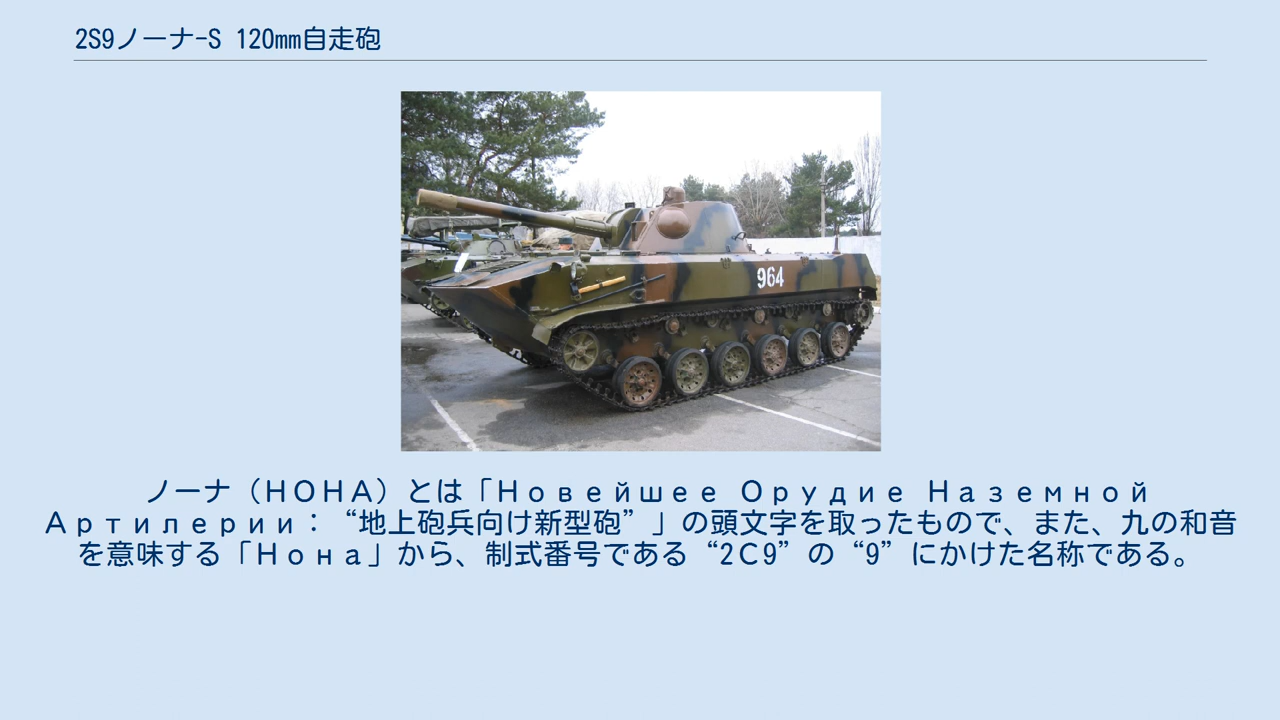 2S9ノーナ-S 120mm自走砲
964
ノーナ（НОНА）とは「Новейшее Орудие Наземной
Артилерии：“地上砲兵向け新型砲”」の頭文字を取ったもので、また、九の和音
を意味する「Нона」から、制式番号である“2С9”の“9”にかけた名称である。